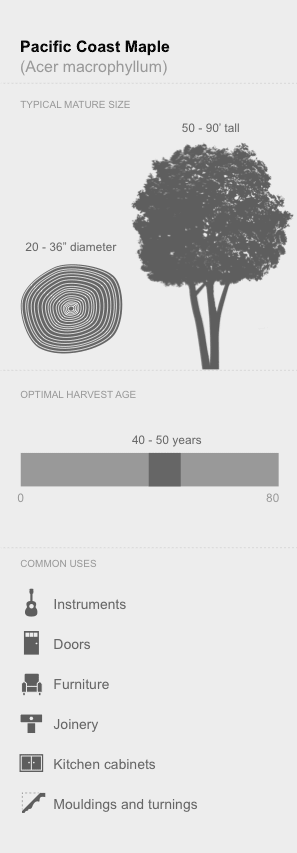 Pacific Coast Maple
(Acer macrophyllum)
TYPICAL MATURE SIZE
50 - 90' tall
20 - 36" diameter
OPTIMAL HARVEST AGE
40 - 50 years
0 80
COMMON USES
Instruments
Doors
Furniture
Joinery
Kitchen cabinets
Mouldings and turnings